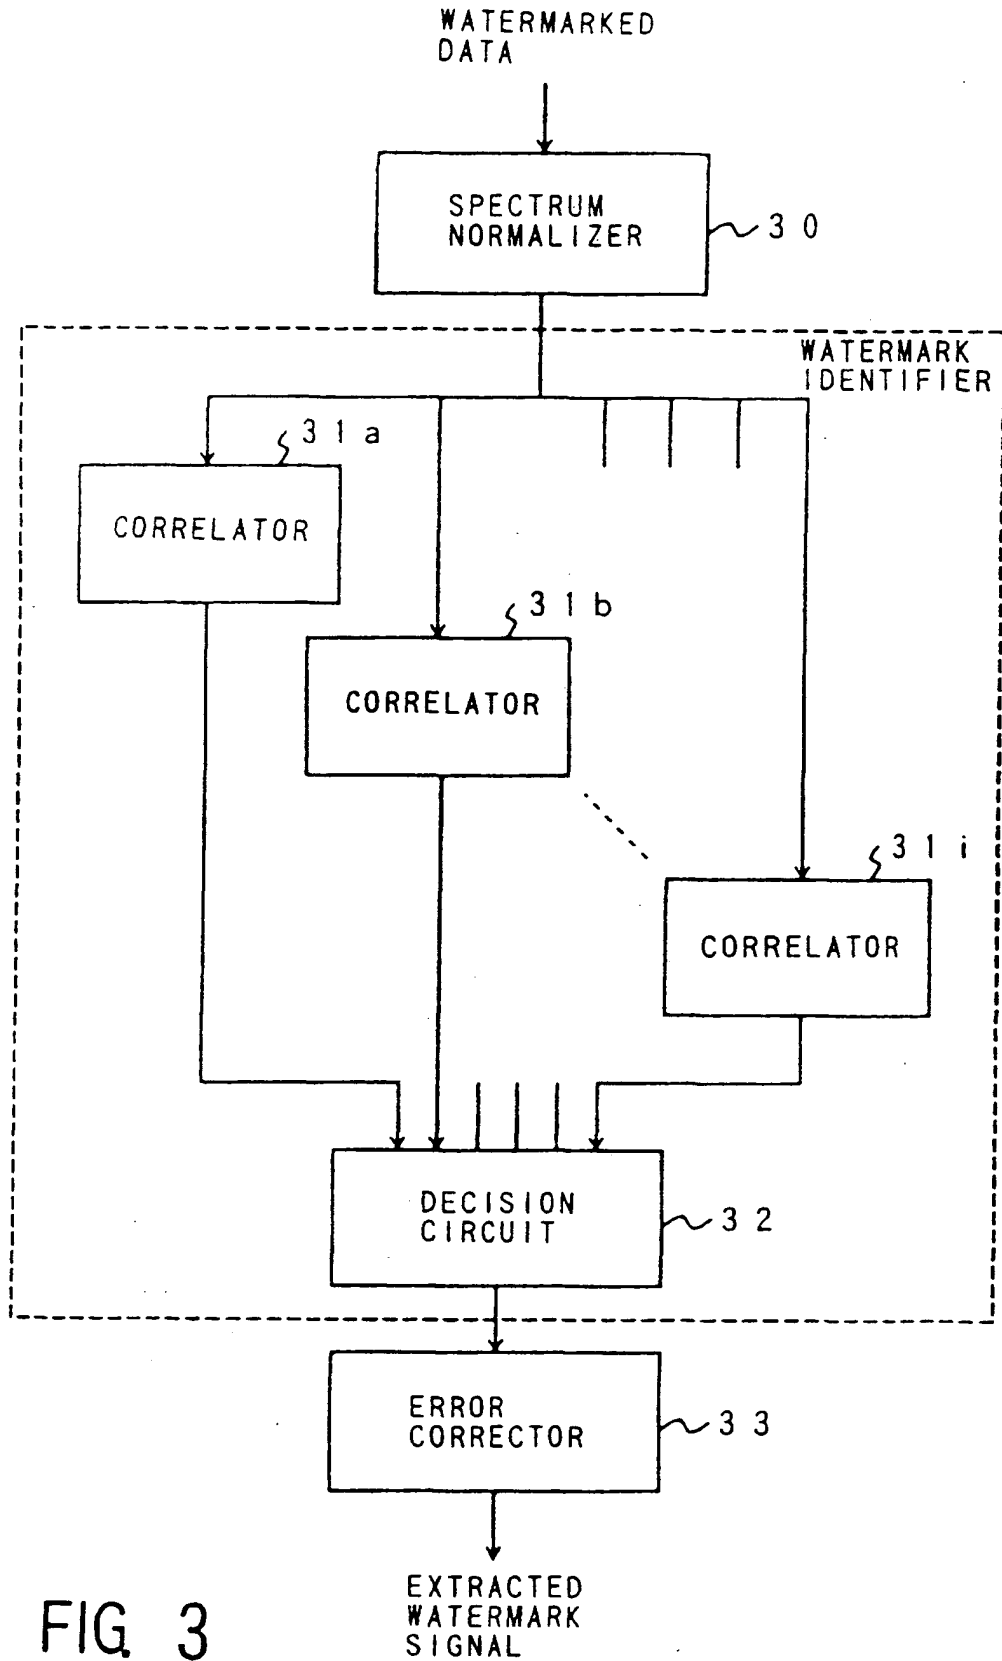 WATERMARKED
DATA
SPECTRUM
NORMALIZER
30
WATERMARK
IDENTIFIER
31a
CORRELATOR
31b
CORRELATOR
31i
CORRELATOR
DECISION
CIRCUIT
32
ERROR
CORRECTOR
33
EXTRACTED
WATERMARK
SIGNAL
FIG. 3